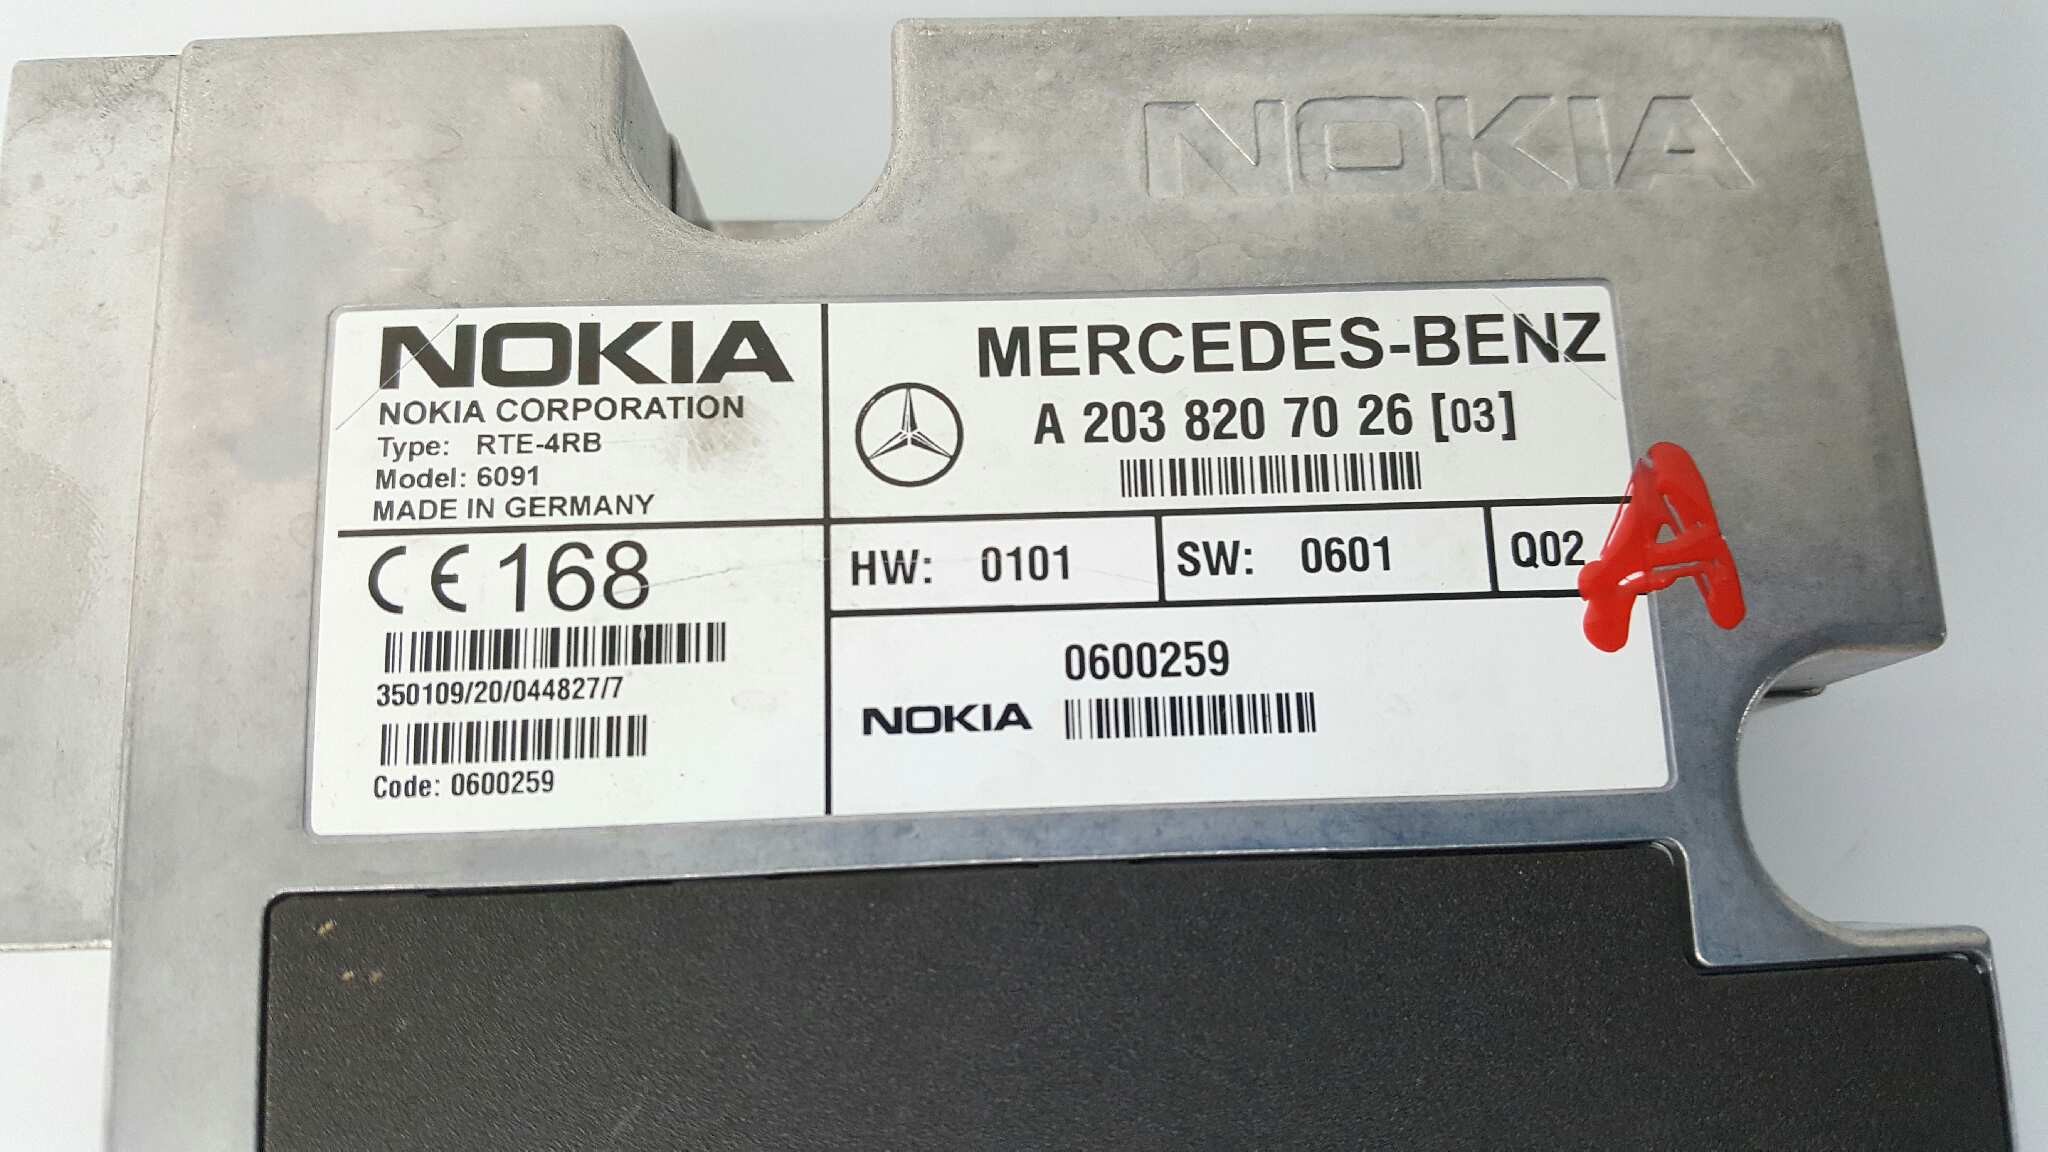 NOKIA
NOKIA
NOKIA CORPORATION
Type: RTE-4RB
Model: 6091
MADE IN GERMANY
CE 168
350109/20/044827/7
Code: 0600259
MERCEDES-BENZ
A 203 820 70 26 [03]
HW: 0101
SW: 0601
Q02
A
0600259
NOKIA